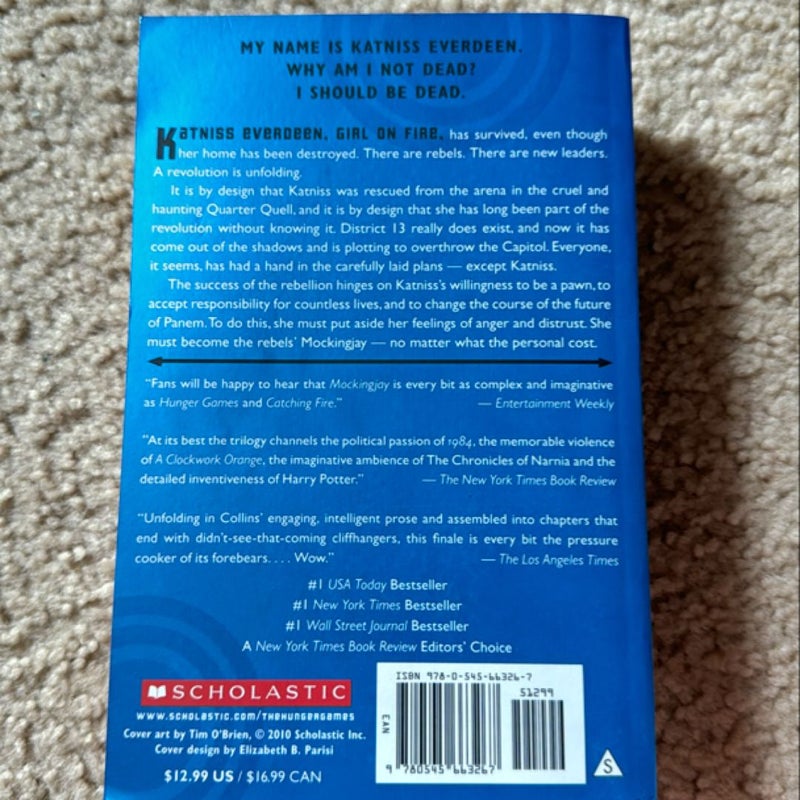 MY NAME IS KATNISS EVERDEEN.
WHY AM I NOT DEAD?
I SHOULD BE DEAD.
KATNISS EVERDEEN, GIRL ON FIRE, has survived, even though
her home has been destroyed. There are rebels. There are new leaders.
A revolution is unfolding.
It is by design that Katniss was rescued from the arena in the cruel and
haunting Quarter Quell, and it is by design that she has long been part of the
revolution without knowing it. District 13 really does exist, and now it has
come out of the shadows and is plotting to overthrow the Capitol. Everyone,
it seems, has had a hand in the carefully laid plans — except Katniss.
The success of the rebellion hinges on Katniss's willingness to be a pawn, to
accept responsibility for countless lives, and to change the course of the future
of Panem. To do this, she must put aside her feelings of anger and distrust. She
must become the rebels' Mockingjay — no matter what the personal cost.
"Fans will be happy to hear that Mockingjay is every bit as complex and imaginative
as Hunger Games and Catching Fire." — Entertainment Weekly
"At its best the trilogy channels the political passion of 1984, the memorable violence
of A Clockwork Orange, the imaginative ambience of The Chronicles of Narnia and the
detailed inventiveness of Harry Potter." — The New York Times Book Review
"Unfolding in Collins' engaging, intelligent prose and assembled into chapters that
end with didn't-see-that-coming cliffhangers, this finale is every bit the pressure
cooker of its forebears. . . . Wow." — The Los Angeles Times
#1 USA Today Bestseller
#1 New York Times Bestseller
#1 Wall Street Journal Bestseller
A New York Times Book Review Editors' Choice
SCHOLASTIC
www.scholastic.com/thehungergames
Cover art by Tim O'Brien, © 2010 Scholastic Inc.
Cover design by Elizabeth B. Parisi
$12.99 US / $16.99 CAN
ISBN 978-0-545-66326-7
51299
EAN
9 780545 663267
S